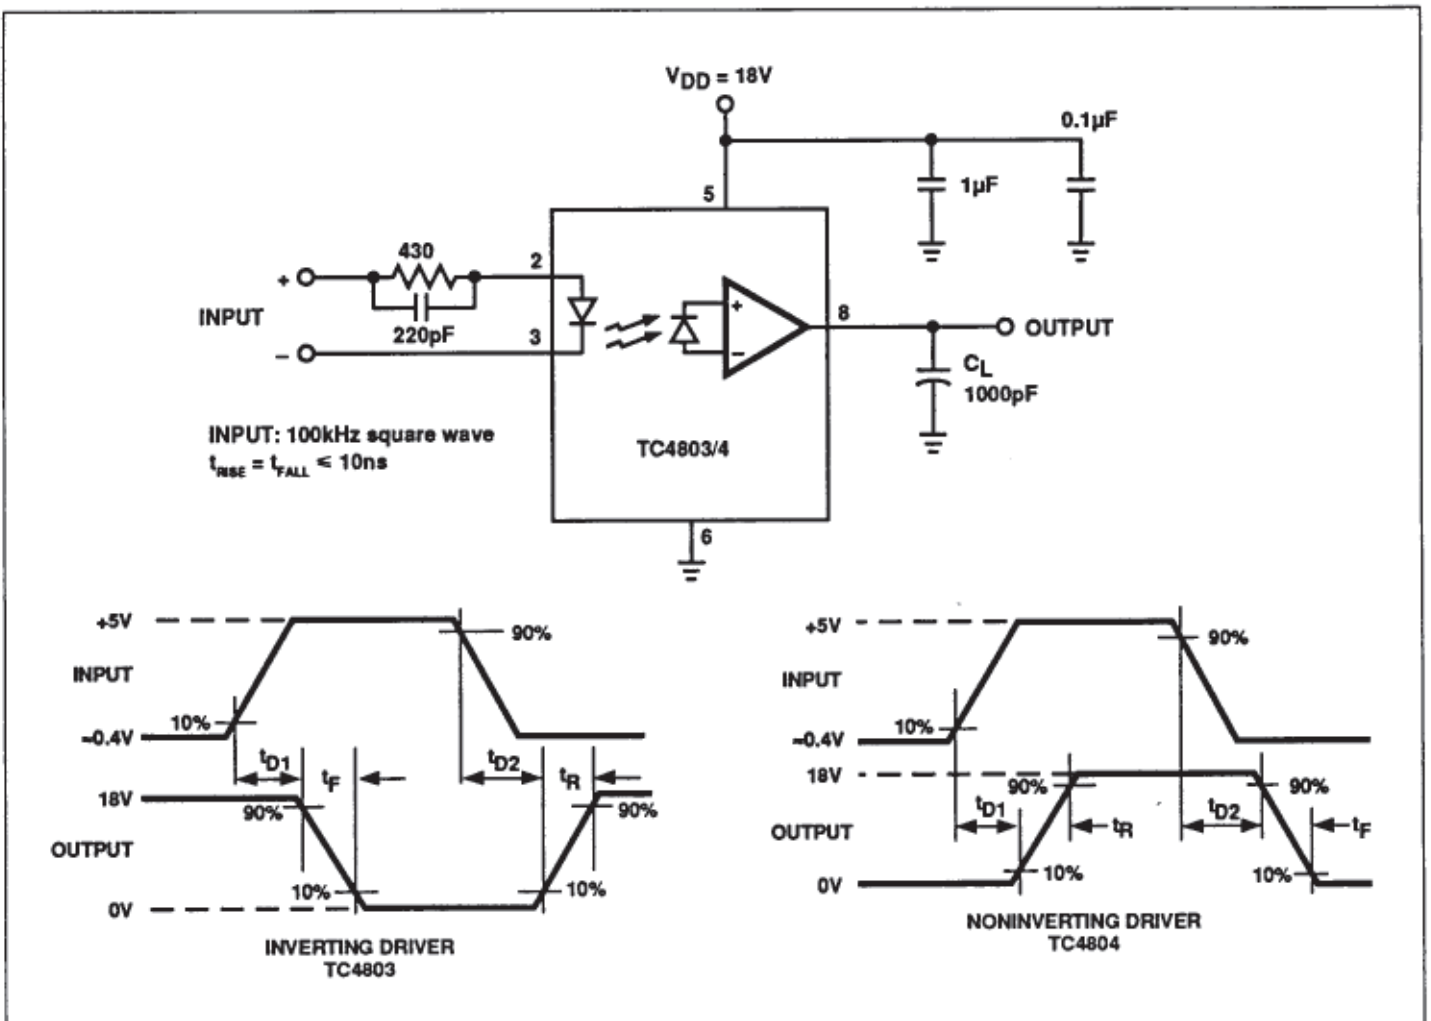 VDD = 18V
0.1µF
1µF
5
430
2
+
INPUT
220pF
3
–
+
–
8
OUTPUT
CL
1000pF
INPUT: 100kHz square wave
tRISE = tFALL ≤ 10ns
TC4803/4
6
+5V
90%
INPUT
10%
≈0.4V
tD1
tF
tD2
tR
18V
90%
90%
OUTPUT
10%
10%
0V
INVERTING DRIVER
TC4803
+5V
90%
INPUT
10%
≈0.4V
18V
90%
90%
tD1
tR
tD2
tF
OUTPUT
10%
10%
0V
NONINVERTING DRIVER
TC4804